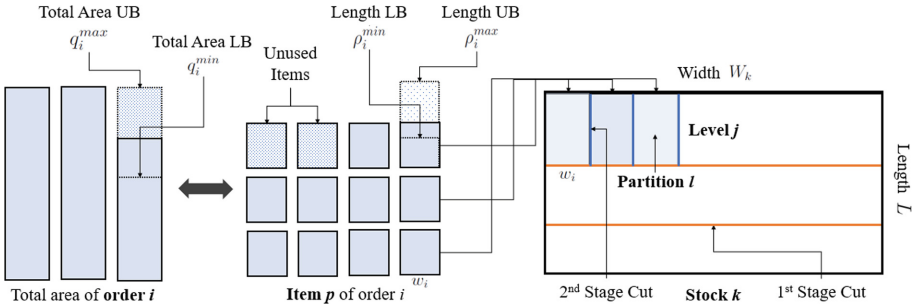 Total Area UB
q_i^{max}
Total Area LB
q_i^{min}
Unused
Items
Length LB
ρ_i^{min}
Length UB
ρ_i^{max}
Width W_k
Level j
w_i
Partition l
Length L
w_i
Total area of order i
Item p of order i
2nd Stage Cut
Stock k
1st Stage Cut